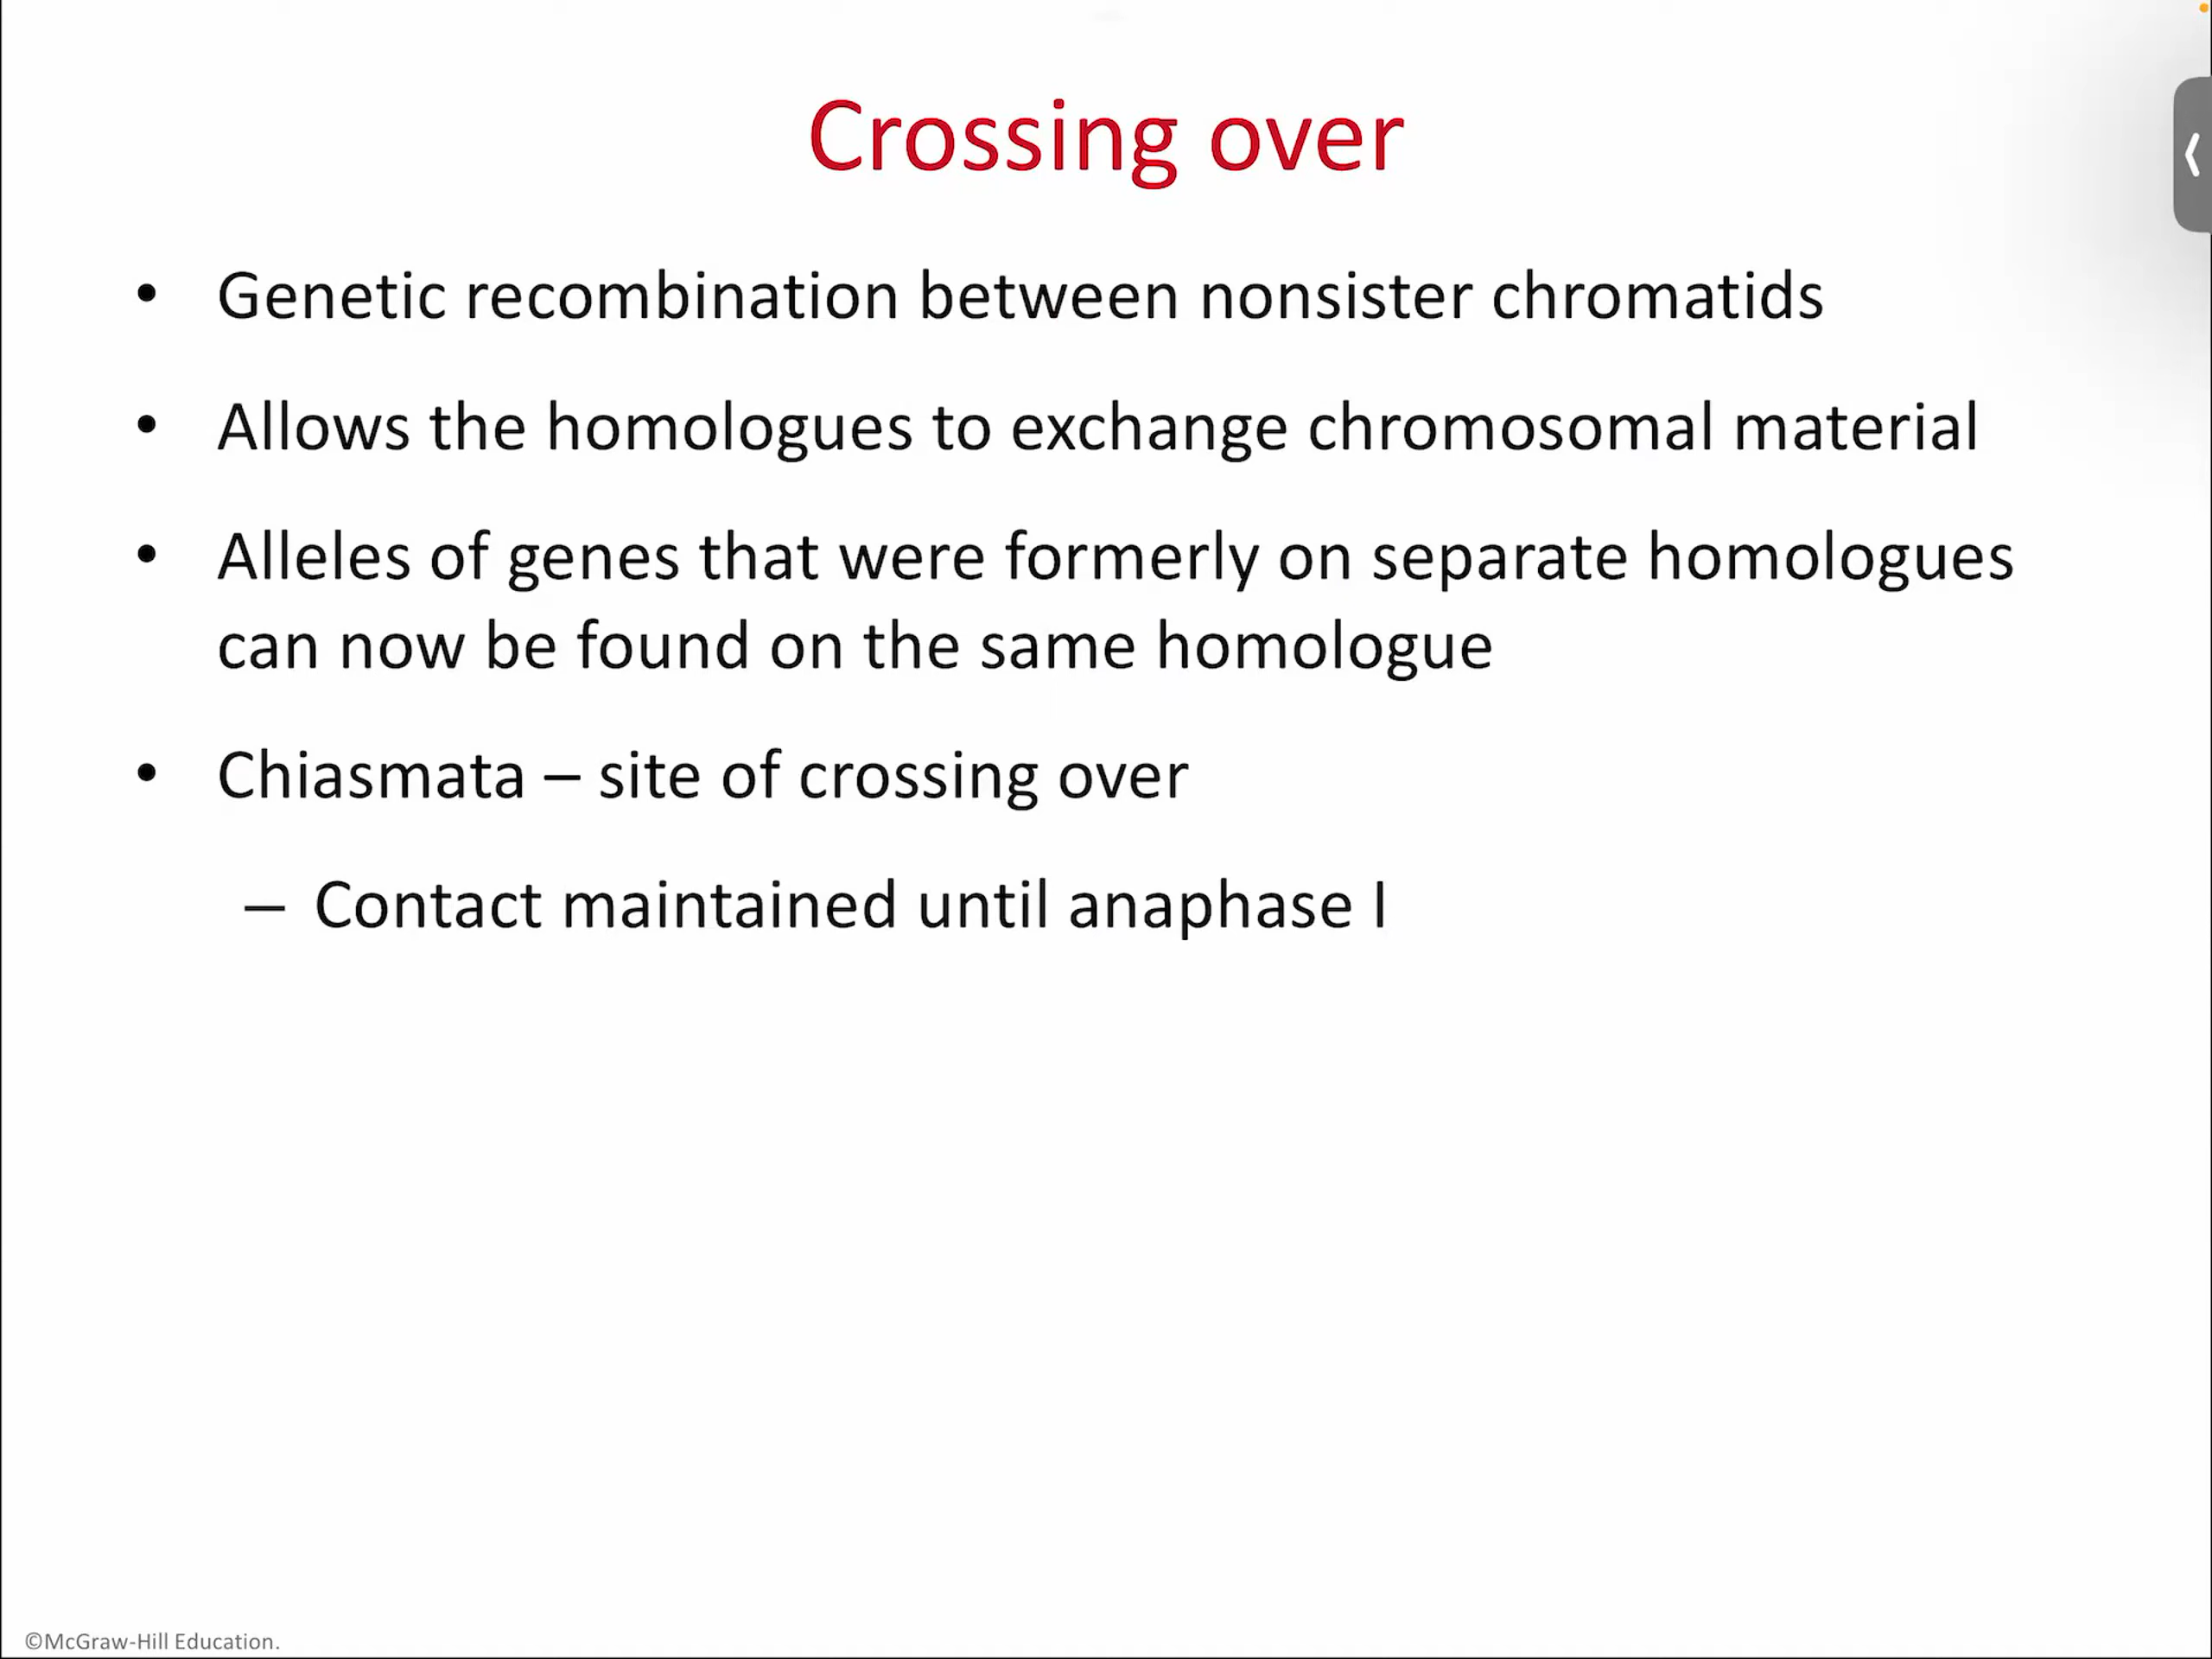 Crossing over
• Genetic recombination between nonsister chromatids
• Allows the homologues to exchange chromosomal material
• Alleles of genes that were formerly on separate homologues
can now be found on the same homologue
• Chiasmata – site of crossing over
– Contact maintained until anaphase I
©McGraw-Hill Education.